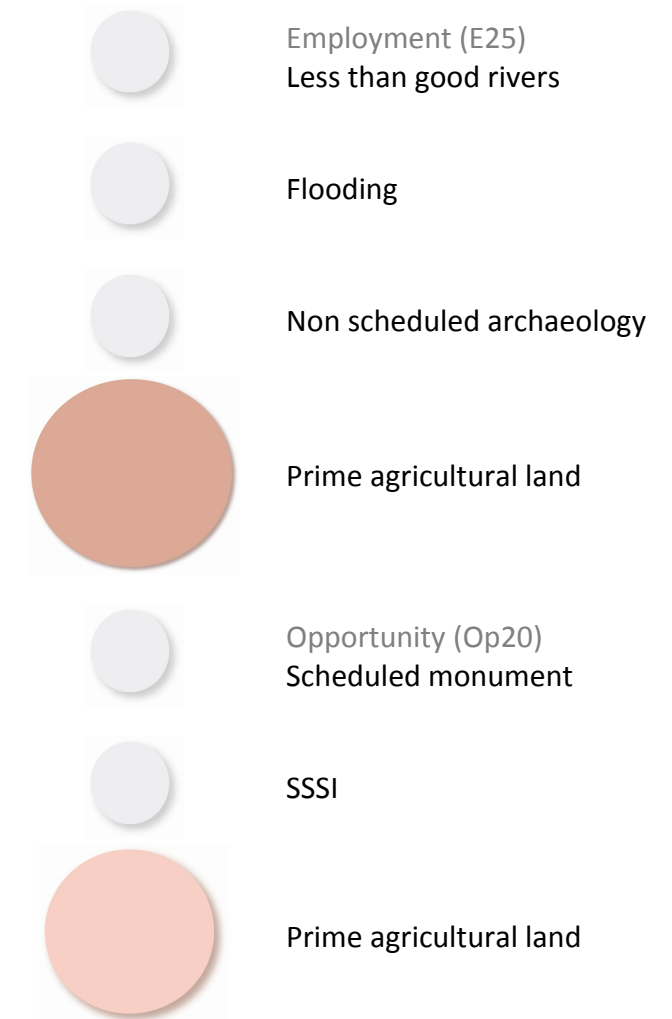 Employment (E25)
Less than good rivers
Flooding
Non scheduled archaeology
Prime agricultural land
Opportunity (Op20)
Scheduled monument
SSSI
Prime agricultural land